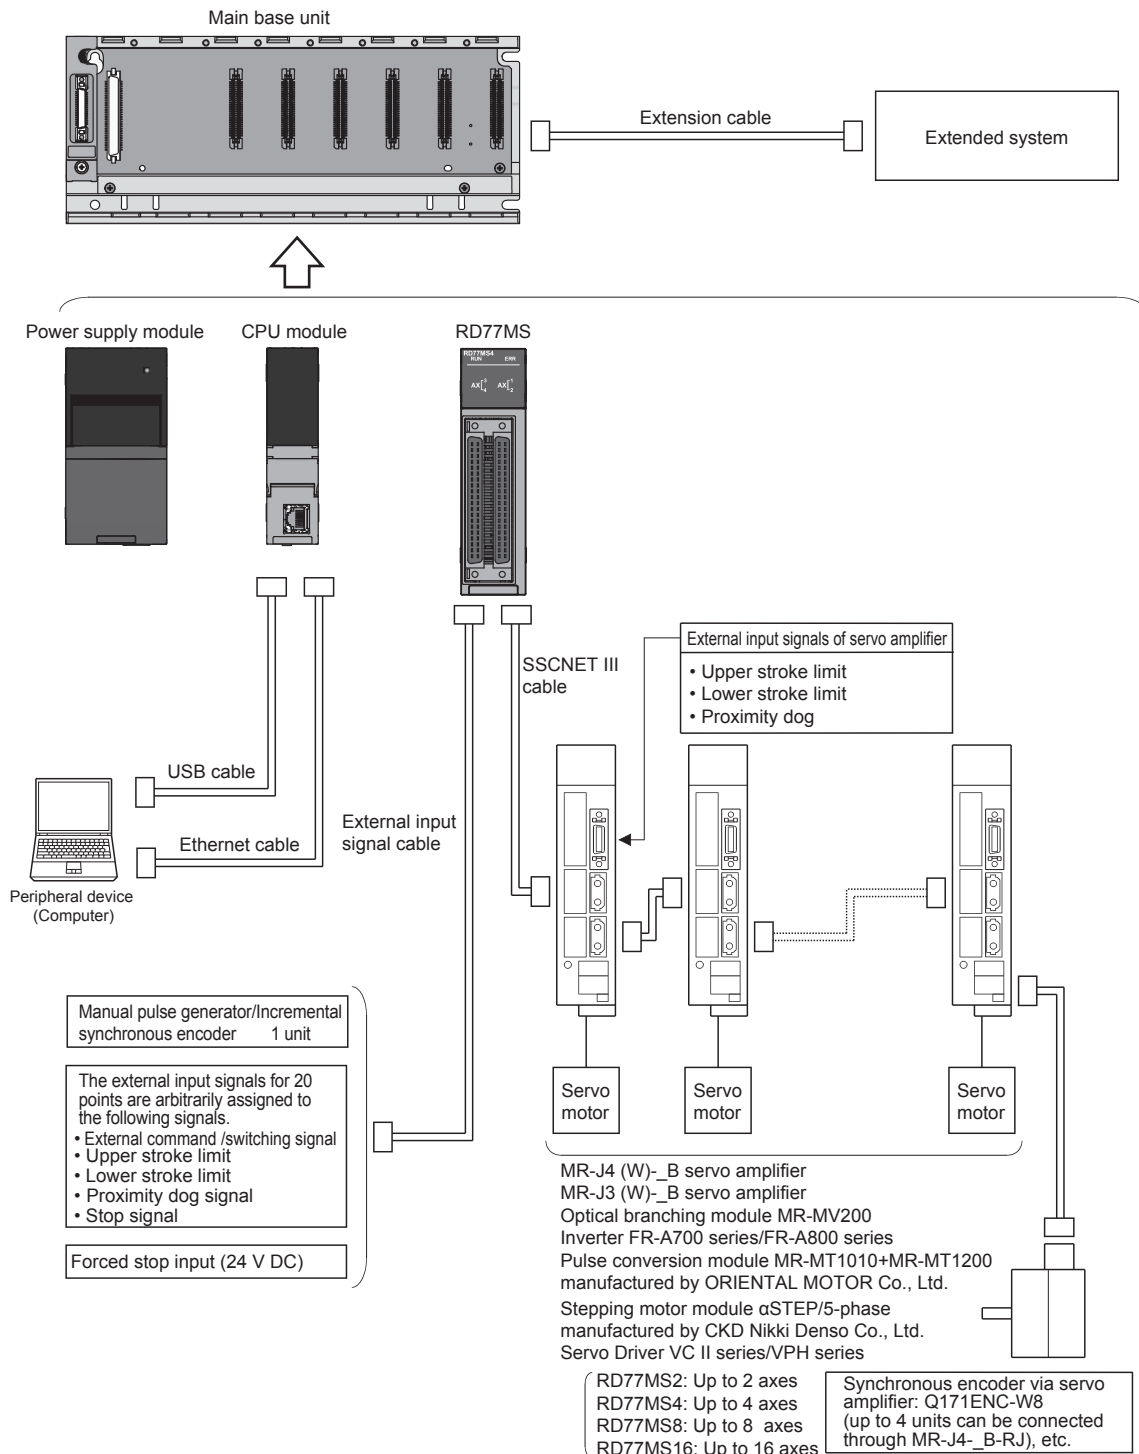 Main base unit
Extension cable
Extended system
Power supply module
CPU module
RD77MS
RD77MS4
RUN ERR
AX 3 4 AX 1 2
SSCNET III
cable
External input signals of servo amplifier
• Upper stroke limit
• Lower stroke limit
• Proximity dog
USB cable
Ethernet cable
External input
signal cable
Peripheral device
(Computer)
Manual pulse generator/Incremental
synchronous encoder 1 unit
The external input signals for 20
points are arbitrarily assigned to
the following signals.
• External command /switching signal
• Upper stroke limit
• Lower stroke limit
• Proximity dog signal
• Stop signal
Forced stop input (24 V DC)
Servo
motor
Servo
motor
Servo
motor
MR-J4 (W)-_B servo amplifier
MR-J3 (W)-_B servo amplifier
Optical branching module MR-MV200
Inverter FR-A700 series/FR-A800 series
Pulse conversion module MR-MT1010+MR-MT1200
manufactured by ORIENTAL MOTOR Co., Ltd.
Stepping motor module αSTEP/5-phase
manufactured by CKD Nikki Denso Co., Ltd.
Servo Driver VC II series/VPH series
RD77MS2: Up to 2 axes
RD77MS4: Up to 4 axes
RD77MS8: Up to 8 axes
RD77MS16: Up to 16 axes
Synchronous encoder via servo
amplifier: Q171ENC-W8
(up to 4 units can be connected
through MR-J4-_B-RJ), etc.